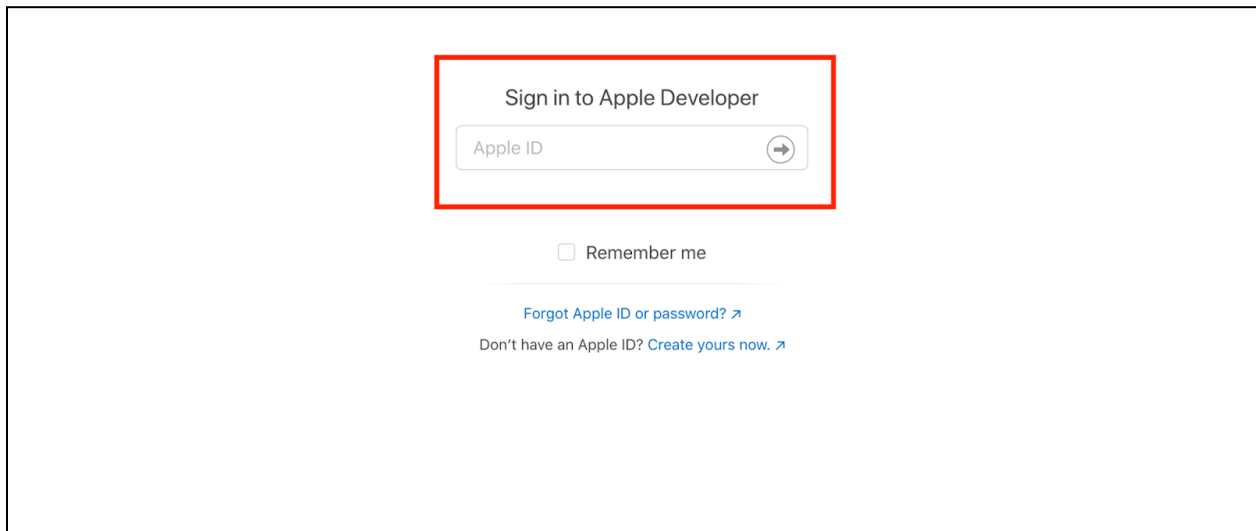 Sign in to Apple Developer
Apple ID
Remember me
Forgot Apple ID or password? ↗
Don't have an Apple ID? Create yours now. ↗